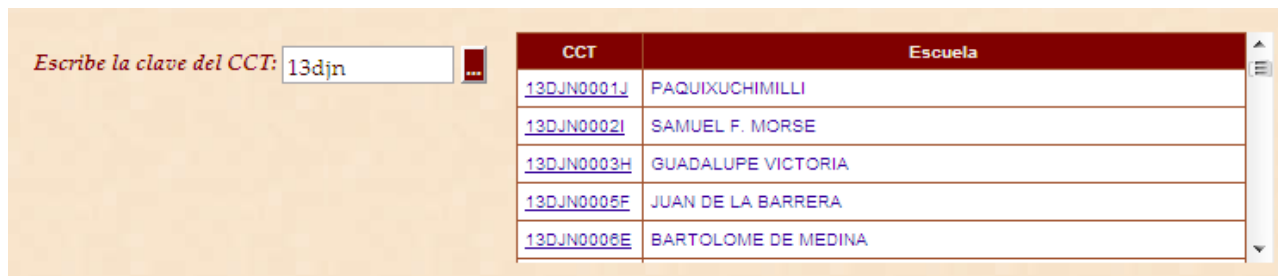 Escribe la clave del CCT: 13djn ...
CCT Escuela
13DJN0001J PAQUIXUCHIMILLI
13DJN0002I SAMUEL F. MORSE
13DJN0003H GUADALUPE VICTORIA
13DJN0005F JUAN DE LA BARRERA
13DJN0006E BARTOLOME DE MEDINA